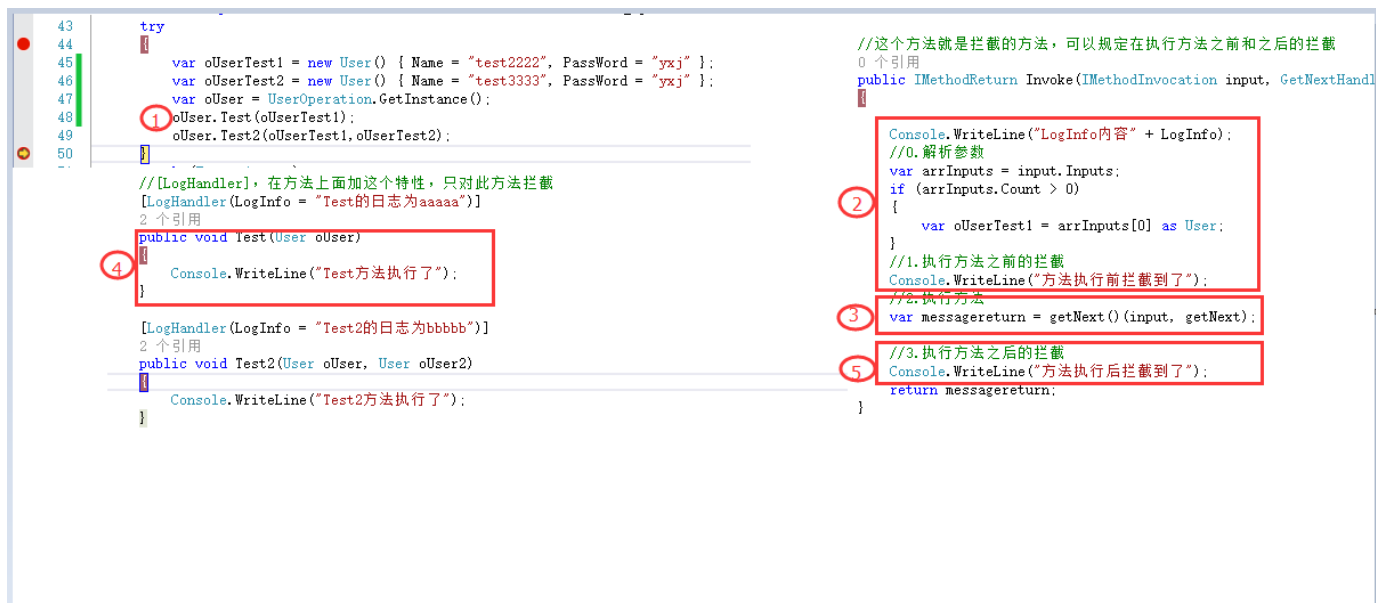 43 try
44 {
45 var oUserTest1 = new User() { Name = "test2222", PassWord = "yxj" };
46 var oUserTest2 = new User() { Name = "test3333", PassWord = "yxj" };
47 var oUser = UserOperation.GetInstance();
48 ① oUser.Test(oUserTest1);
49 oUser.Test2(oUserTest1,oUserTest2);
50 }
//[LogHandler]，在方法上面加这个特性，只对此方法拦截
[LogHandler(LogInfo = "Test的日志为aaaaa")]
2 个引用
public void Test(User oUser)
{
④
Console.WriteLine("Test方法执行了");
}
[LogHandler(LogInfo = "Test2的日志为bbbbb")]
2 个引用
public void Test2(User oUser, User oUser2)
{
Console.WriteLine("Test2方法执行了");
}
//这个方法就是拦截的方法，可以规定在执行方法之前和之后的拦截
0 个引用
public IMethodReturn Invoke(IMethodInvocation input, GetNextHandl
{
Console.WriteLine("LogInfo内容" + LogInfo);
//0.解析参数
var arrInputs = input.Inputs;
if (arrInputs.Count > 0)
②
{
var oUserTest1 = arrInputs[0] as User;
}
//1.执行方法之前的拦截
Console.WriteLine("方法执行前拦截到了");
//2.执行方法
③ var messagereturn = getNext()(input, getNext);
//3.执行方法之后的拦截
⑤ Console.WriteLine("方法执行后拦截到了");
return messagereturn;
}